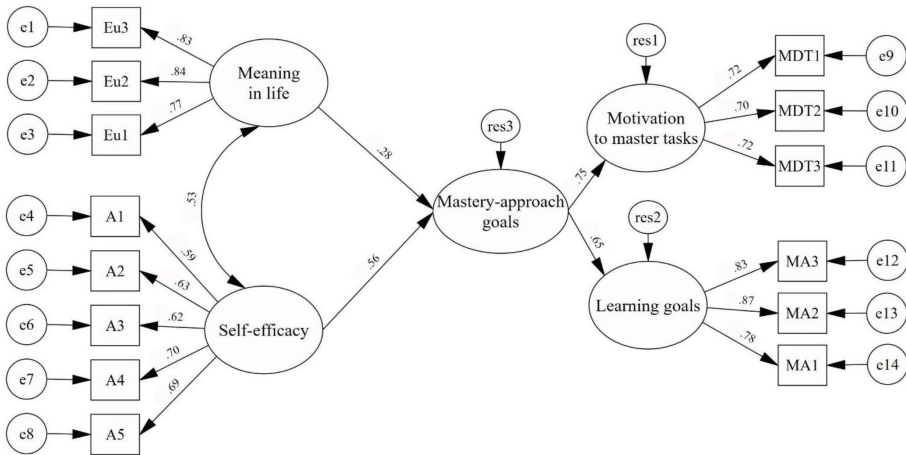 e1
Eu3
.83
e2
Eu2
.84
e3
Eu1
.77
Meaning
in life
.53
.28
e4
A1
.59
e5
A2
.63
e6
A3
.62
e7
A4
.70
e8
A5
.69
Self-efficacy
.56
res3
Mastery-approach
goals
.75
.65
res1
Motivation
to master tasks
.72
MDT1
e9
.70
MDT2
e10
.72
MDT3
e11
res2
Learning goals
.83
MA3
e12
.87
MA2
e13
.78
MA1
e14